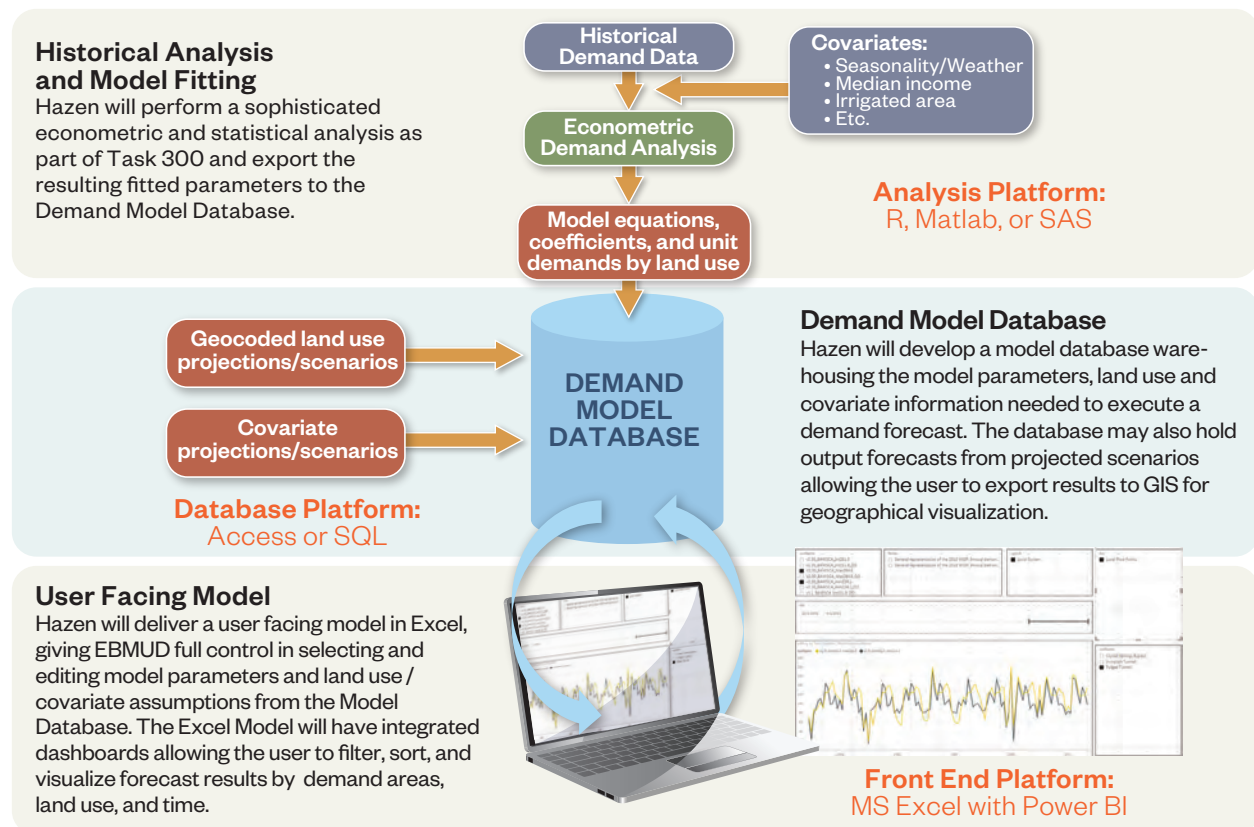 Historical Analysis
and Model Fitting
Hazen will perform a sophisticated
econometric and statistical analysis as
part of Task 300 and export the
resulting fitted parameters to the
Demand Model Database.
Historical
Demand Data
Covariates:
• Seasonality/Weather
• Median income
• Irrigated area
• Etc.
Econometric
Demand Analysis
Model equations,
coefficients, and unit
demands by land use
Analysis Platform:
R, Matlab, or SAS
Geocoded land use
projections/scenarios
Covariate
projections/scenarios
Database Platform:
Access or SQL
DEMAND
MODEL
DATABASE
Demand Model Database
Hazen will develop a model database ware-
housing the model parameters, land use and
covariate information needed to execute a
demand forecast. The database may also hold
output forecasts from projected scenarios
allowing the user to export results to GIS for
geographical visualization.
User Facing Model
Hazen will deliver a user facing model in Excel,
giving EBMUD full control in selecting and
editing model parameters and land use /
covariate assumptions from the Model
Database. The Excel Model will have integrated
dashboards allowing the user to filter, sort, and
visualize forecast results by demand areas,
land use, and time.
Front End Platform:
MS Excel with Power BI